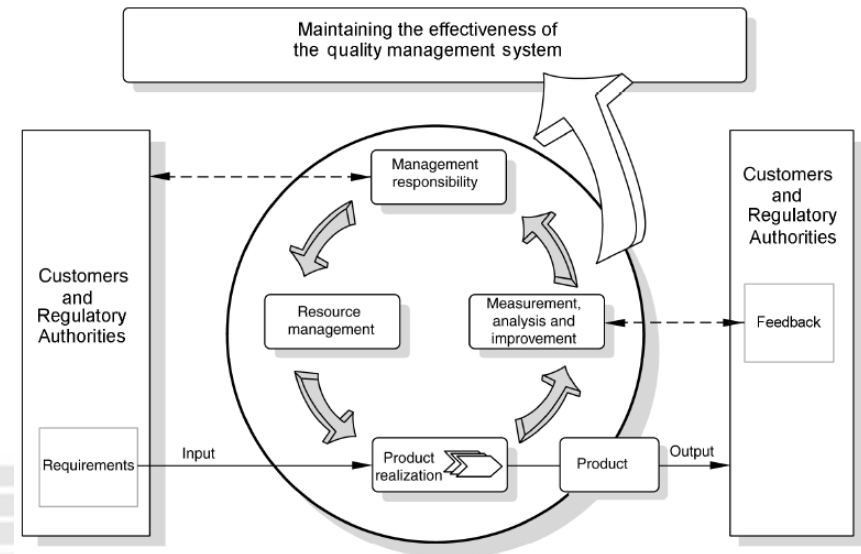 Maintaining the effectiveness of
the quality management system
Customers
and
Regulatory
Authorities
Requirements
Input
Management
responsibility
Resource
management
Measurement,
analysis and
improvement
Product
realization
Product
Output
Customers
and
Regulatory
Authorities
Feedback